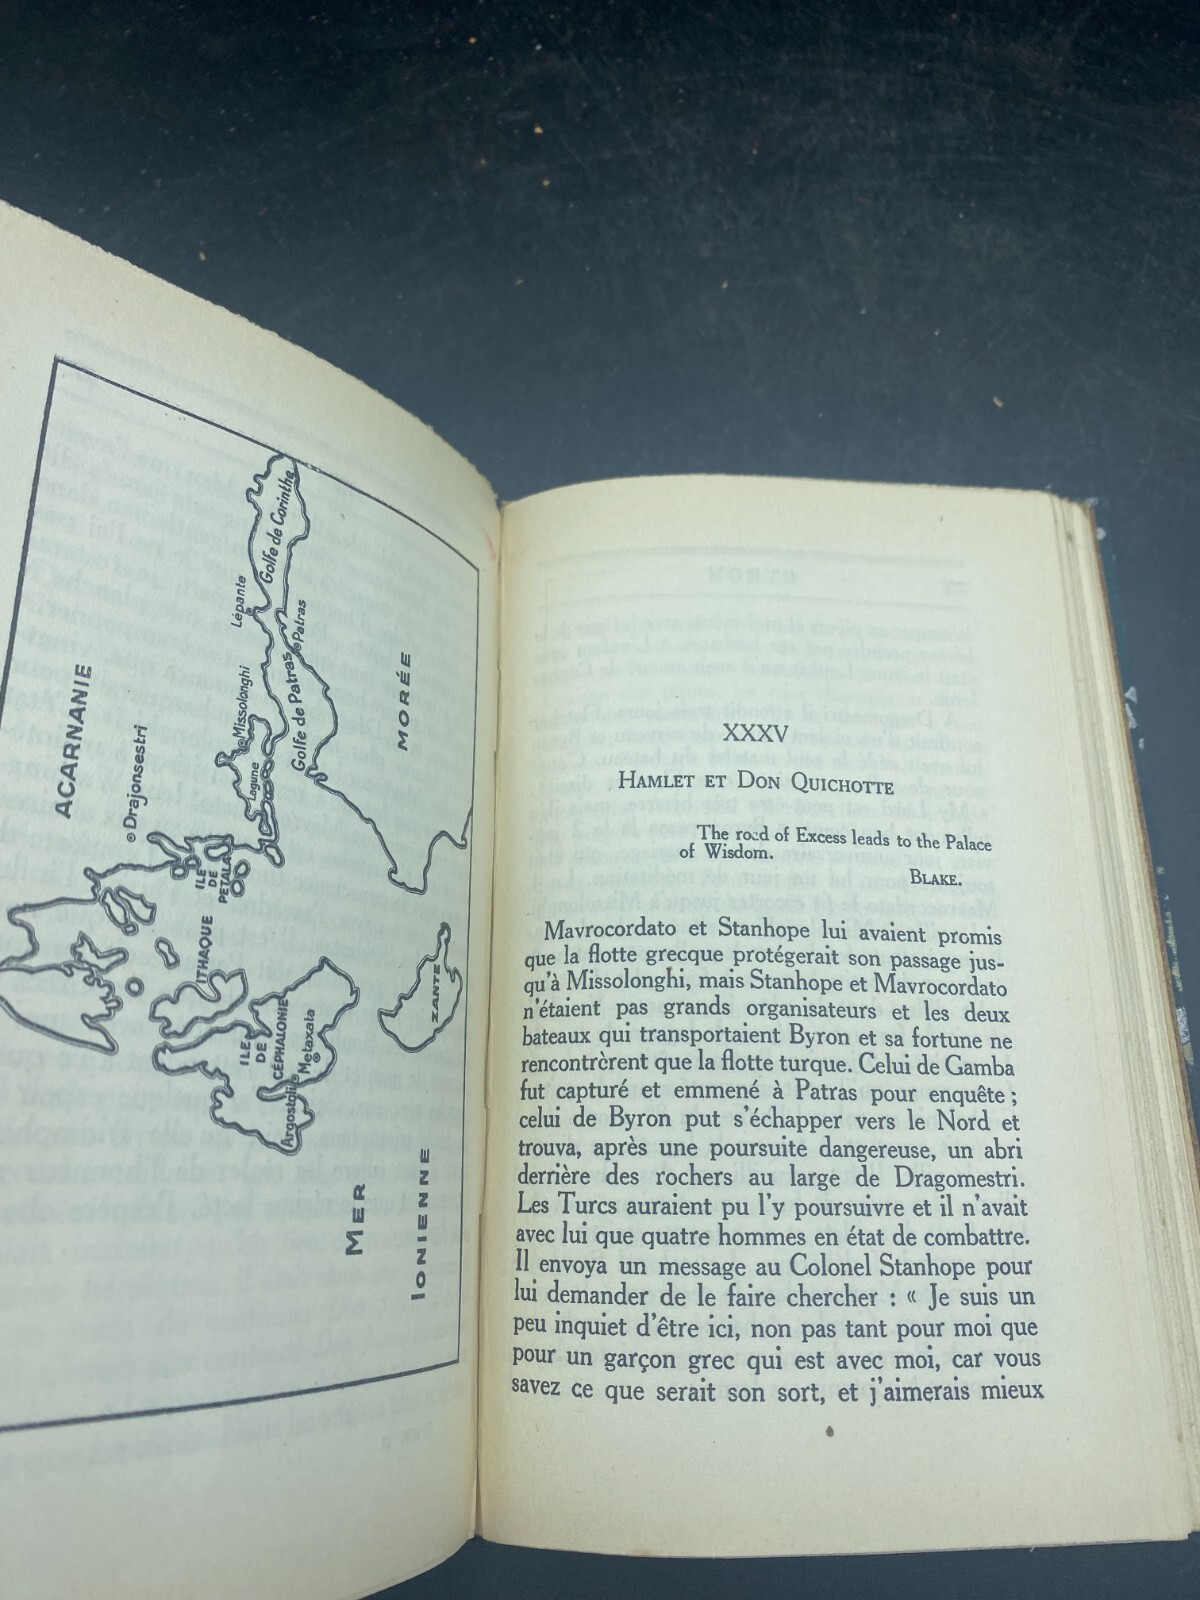 ACARNANIE
Drajonsestri
Lépante
Golfe de Corinthe
Missolonghi
Lagune
Golfe de Patras
Patras
MORÉE
ILE
DE
PETALA
ITHAQUE
ILE
DE
CÉPHALONIE
Metaxata
Argostoli
ZANTE
MER
IONIENNE
XXXV
HAMLET ET DON QUICHOTTE
The road of Excess leads to the Palace
of Wisdom.
BLAKE.
Mavrocordato et Stanhope lui avaient promis
que la flotte grecque protégerait son passage jus-
qu'à Missolonghi, mais Stanhope et Mavrocordato
n'étaient pas grands organisateurs et les deux
bateaux qui transportaient Byron et sa fortune ne
rencontrèrent que la flotte turque. Celui de Gamba
fut capturé et emmené à Patras pour enquête ;
celui de Byron put s'échapper vers le Nord et
trouva, après une poursuite dangereuse, un abri
derrière des rochers au large de Dragomestri.
Les Turcs auraient pu l'y poursuivre et il n'avait
avec lui que quatre hommes en état de combattre.
Il envoya un message au Colonel Stanhope pour
lui demander de le faire chercher : « Je suis un
peu inquiet d'être ici, non pas tant pour moi que
pour un garçon grec qui est avec moi, car vous
savez ce que serait son sort, et j'aimerais mieux